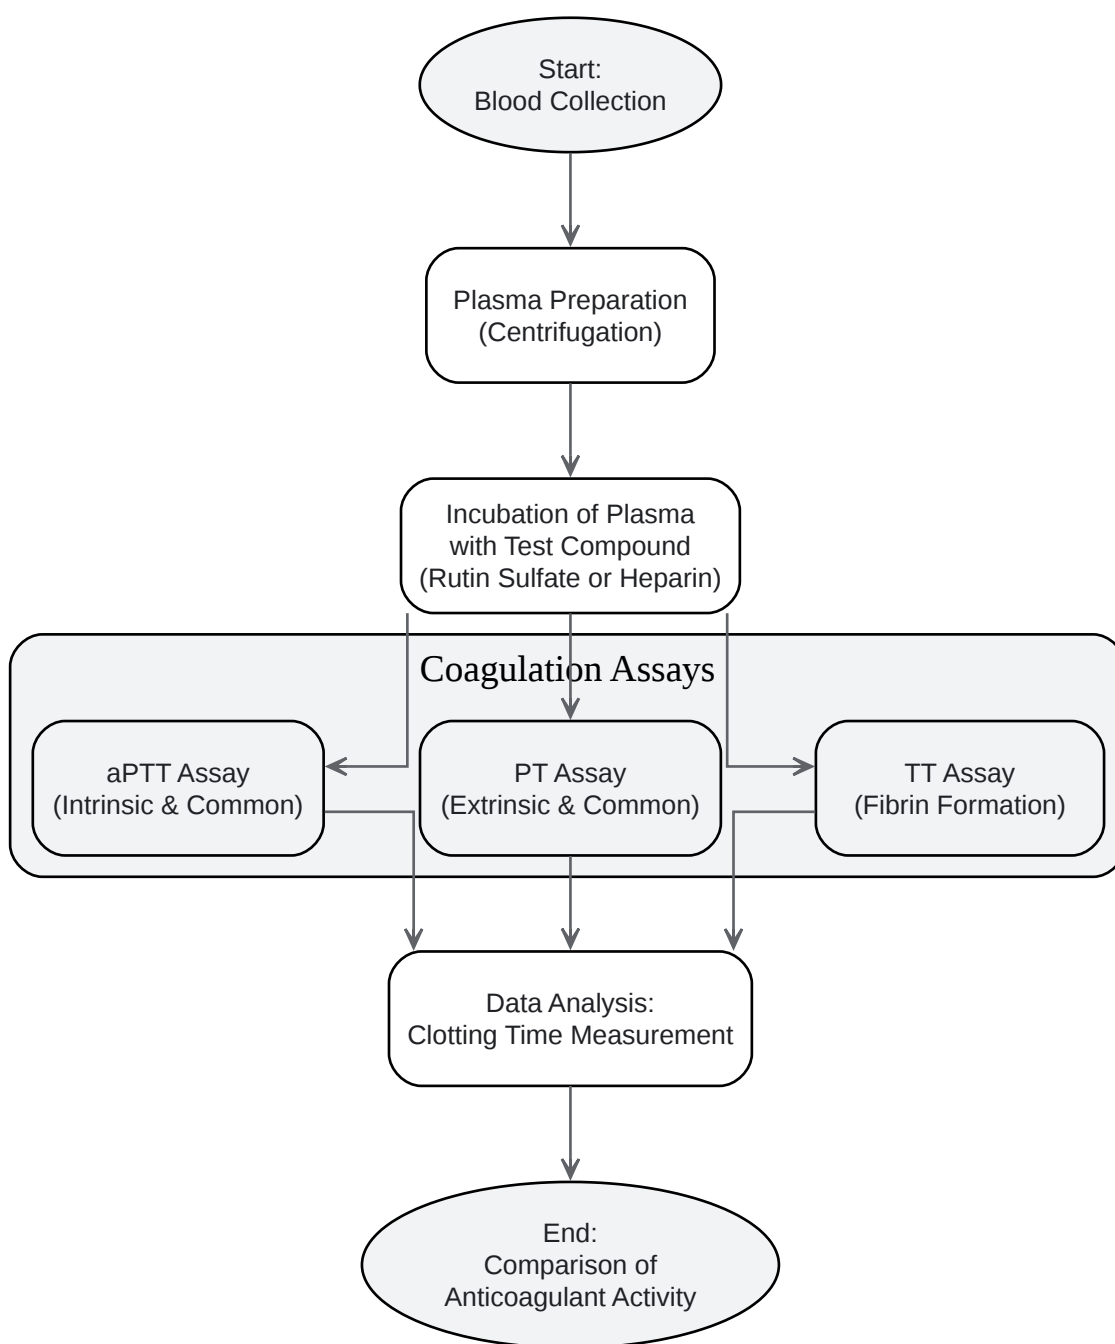 Start:
Blood Collection
Plasma Preparation
(Centrifugation)
Incubation of Plasma
with Test Compound
(Rutin Sulfate or Heparin)
Coagulation Assays
aPTT Assay
(Intrinsic & Common)
PT Assay
(Extrinsic & Common)
TT Assay
(Fibrin Formation)
Data Analysis:
Clotting Time Measurement
End:
Comparison of
Anticoagulant Activity